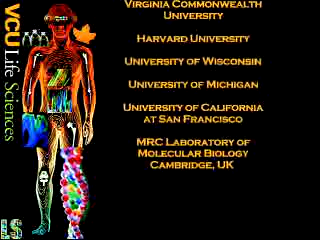 VCU Life Sciences
VIRGINIA COMMONWEALTH
UNIVERSITY
HARVARD UNIVERSITY
UNIVERSITY OF WISCONSIN
UNIVERSITY OF MICHIGAN
UNIVERSITY OF CALIFORNIA
AT SAN FRANCISCO
MRC LABORATORY OF
MOLECULAR BIOLOGY
CAMBRIDGE, UK
LS